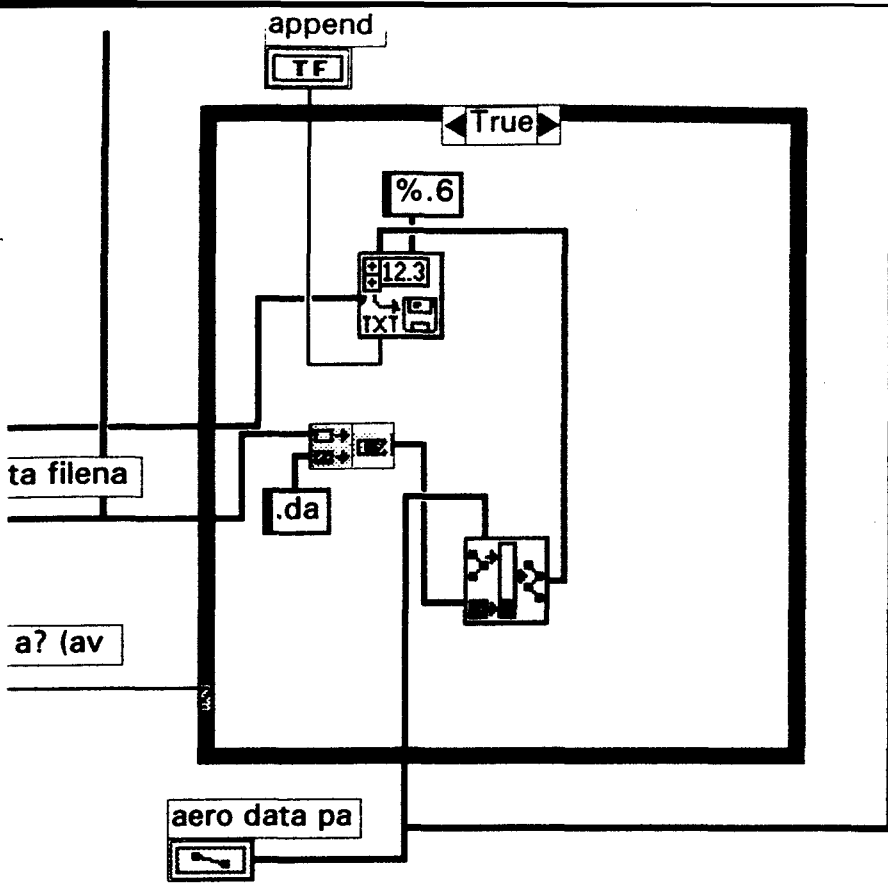 append
TF
True
%.6
12.3
TXT
ta filena
.da
a? (av
?
aero data pa